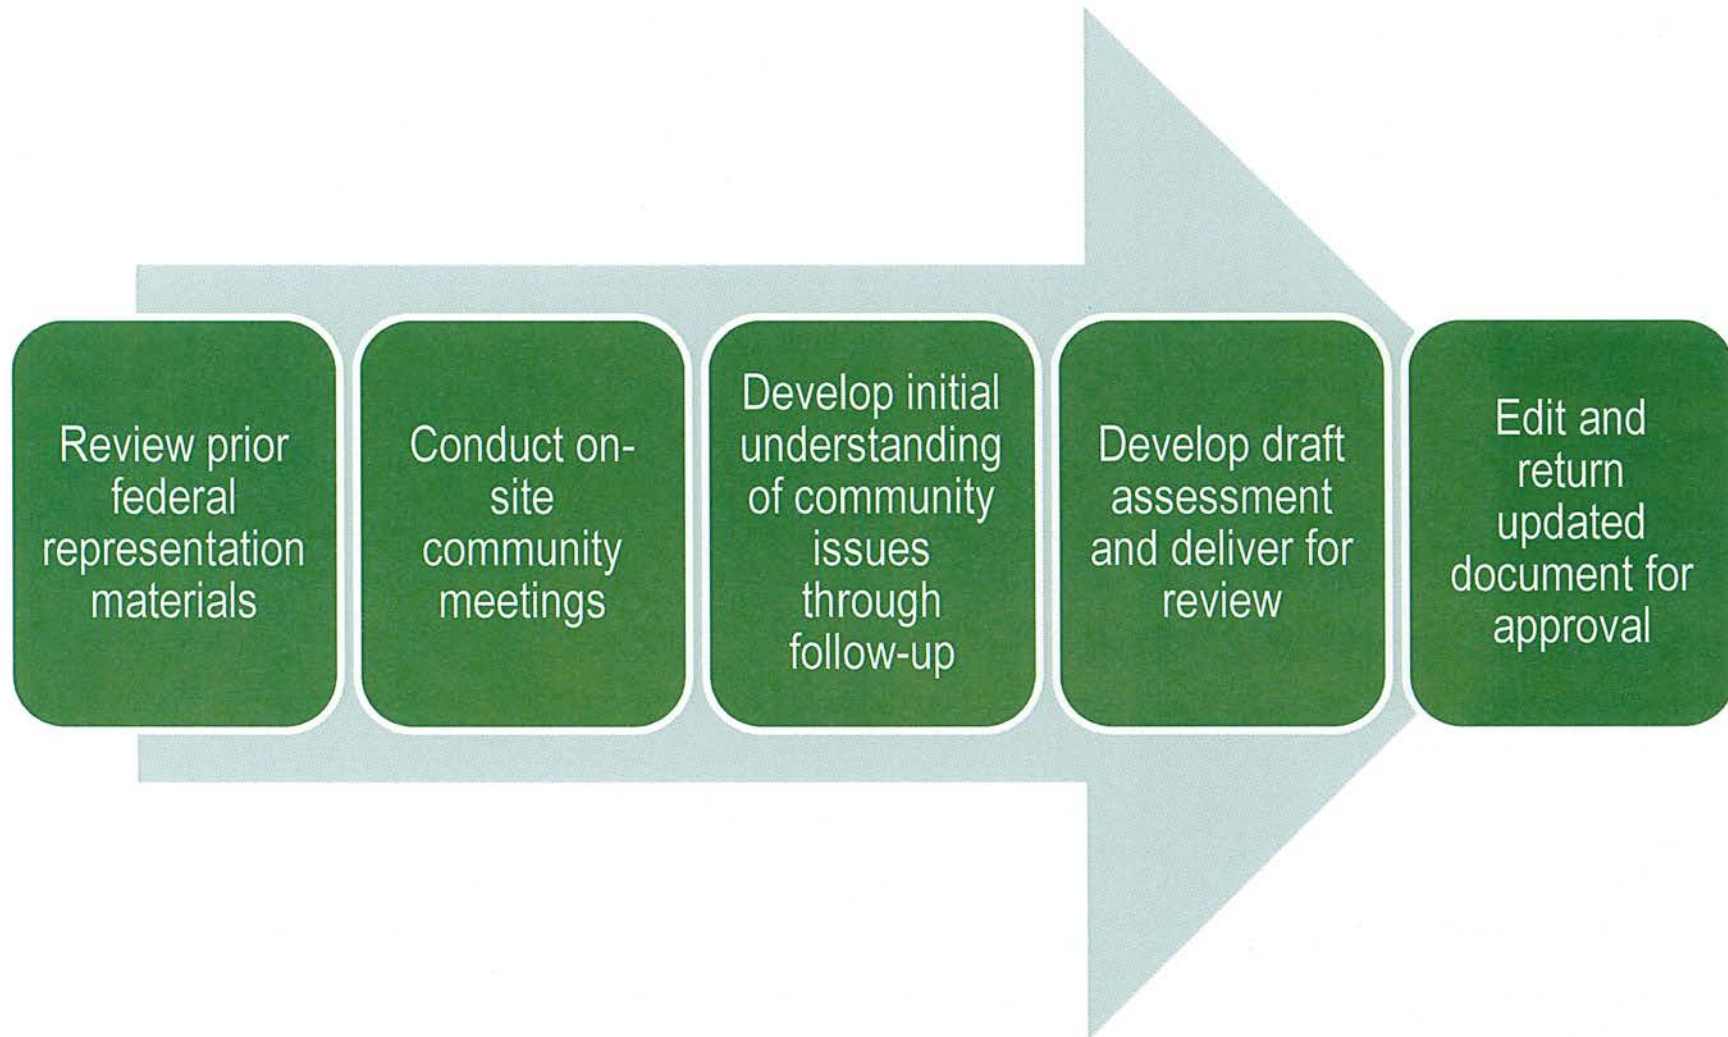 Review prior
federal
representation
materials
Conduct on-
site
community
meetings
Develop initial
understanding
of community
issues
through
follow-up
Develop draft
assessment
and deliver for
review
Edit and
return
updated
document for
approval